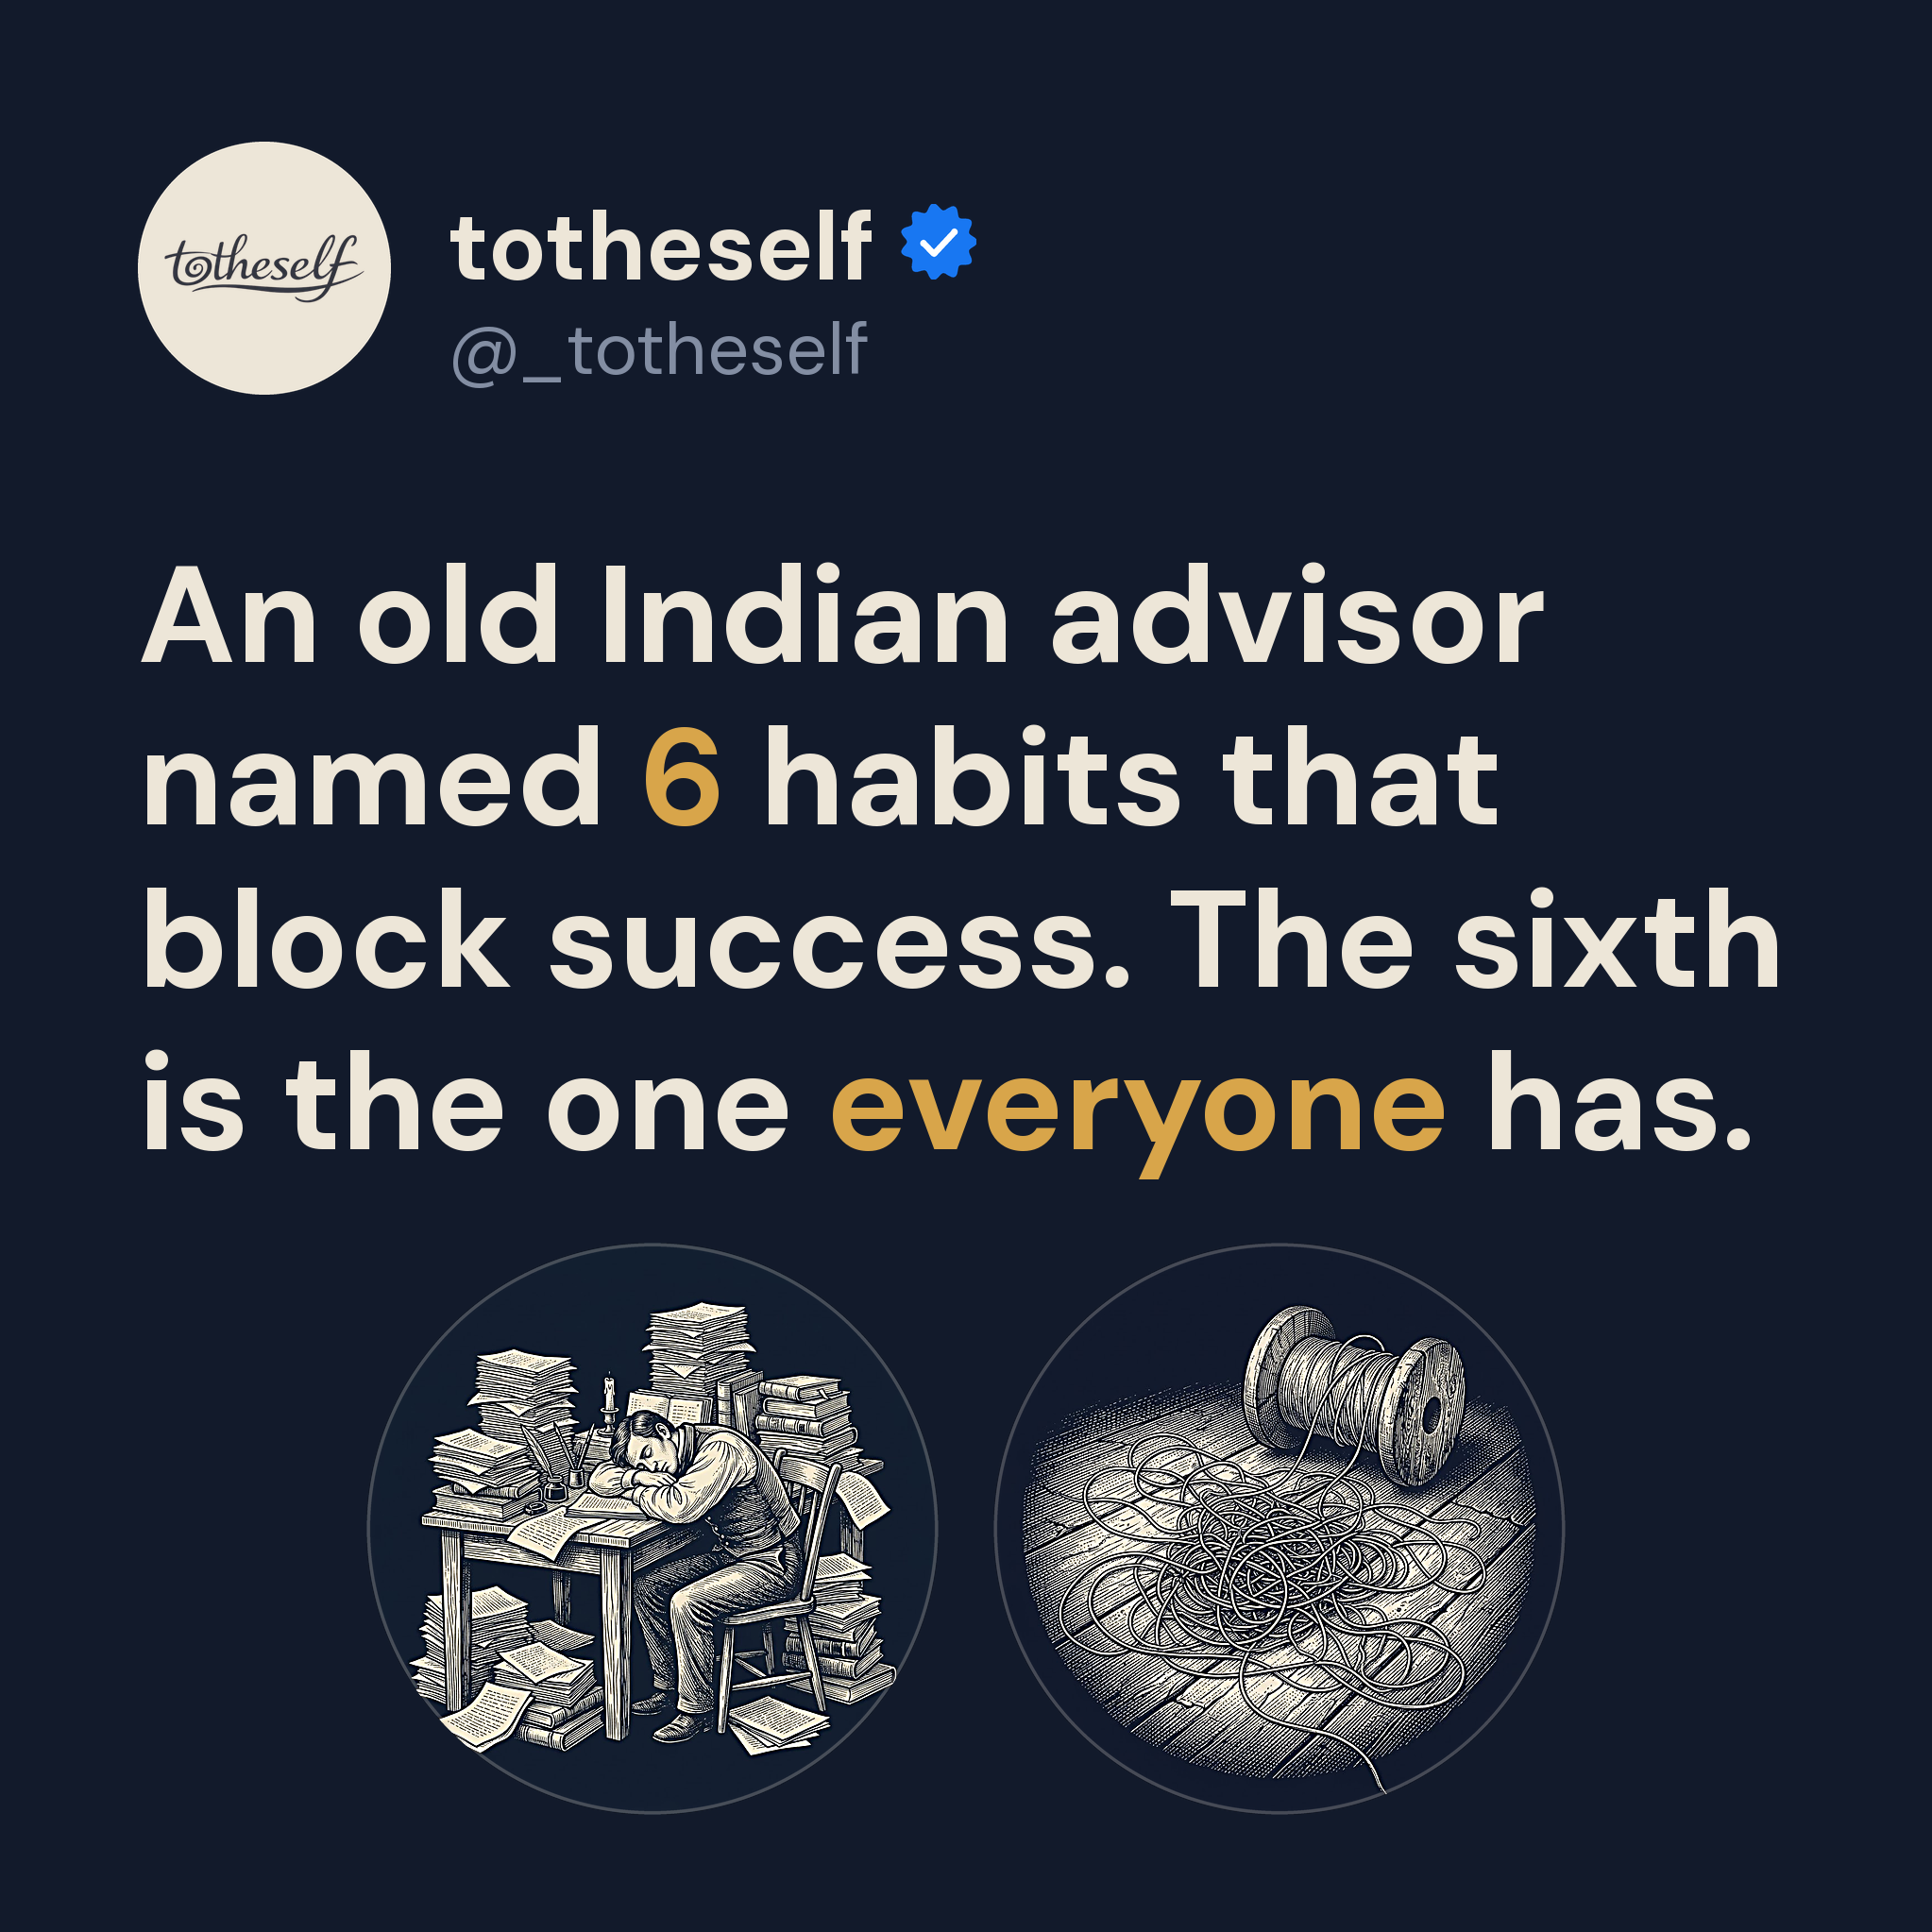 totheself
totheself
@_totheself
An old Indian advisor
named 6 habits that
block success. The sixth
is the one everyone has.